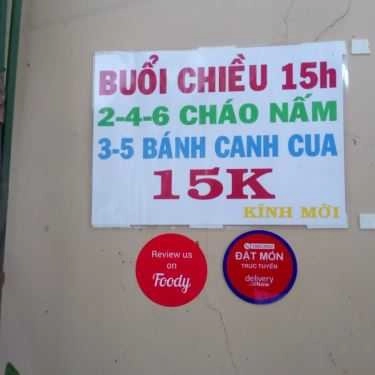 BUỔI CHIỀU 15h
2-4-6 CHÁO NẤM
3-5 BÁNH CANH CUA
15K
KÍNH MỜI
Review us
on
Foody
ĐẶT MÓN
TRỰC TUYẾN
delivery
Now